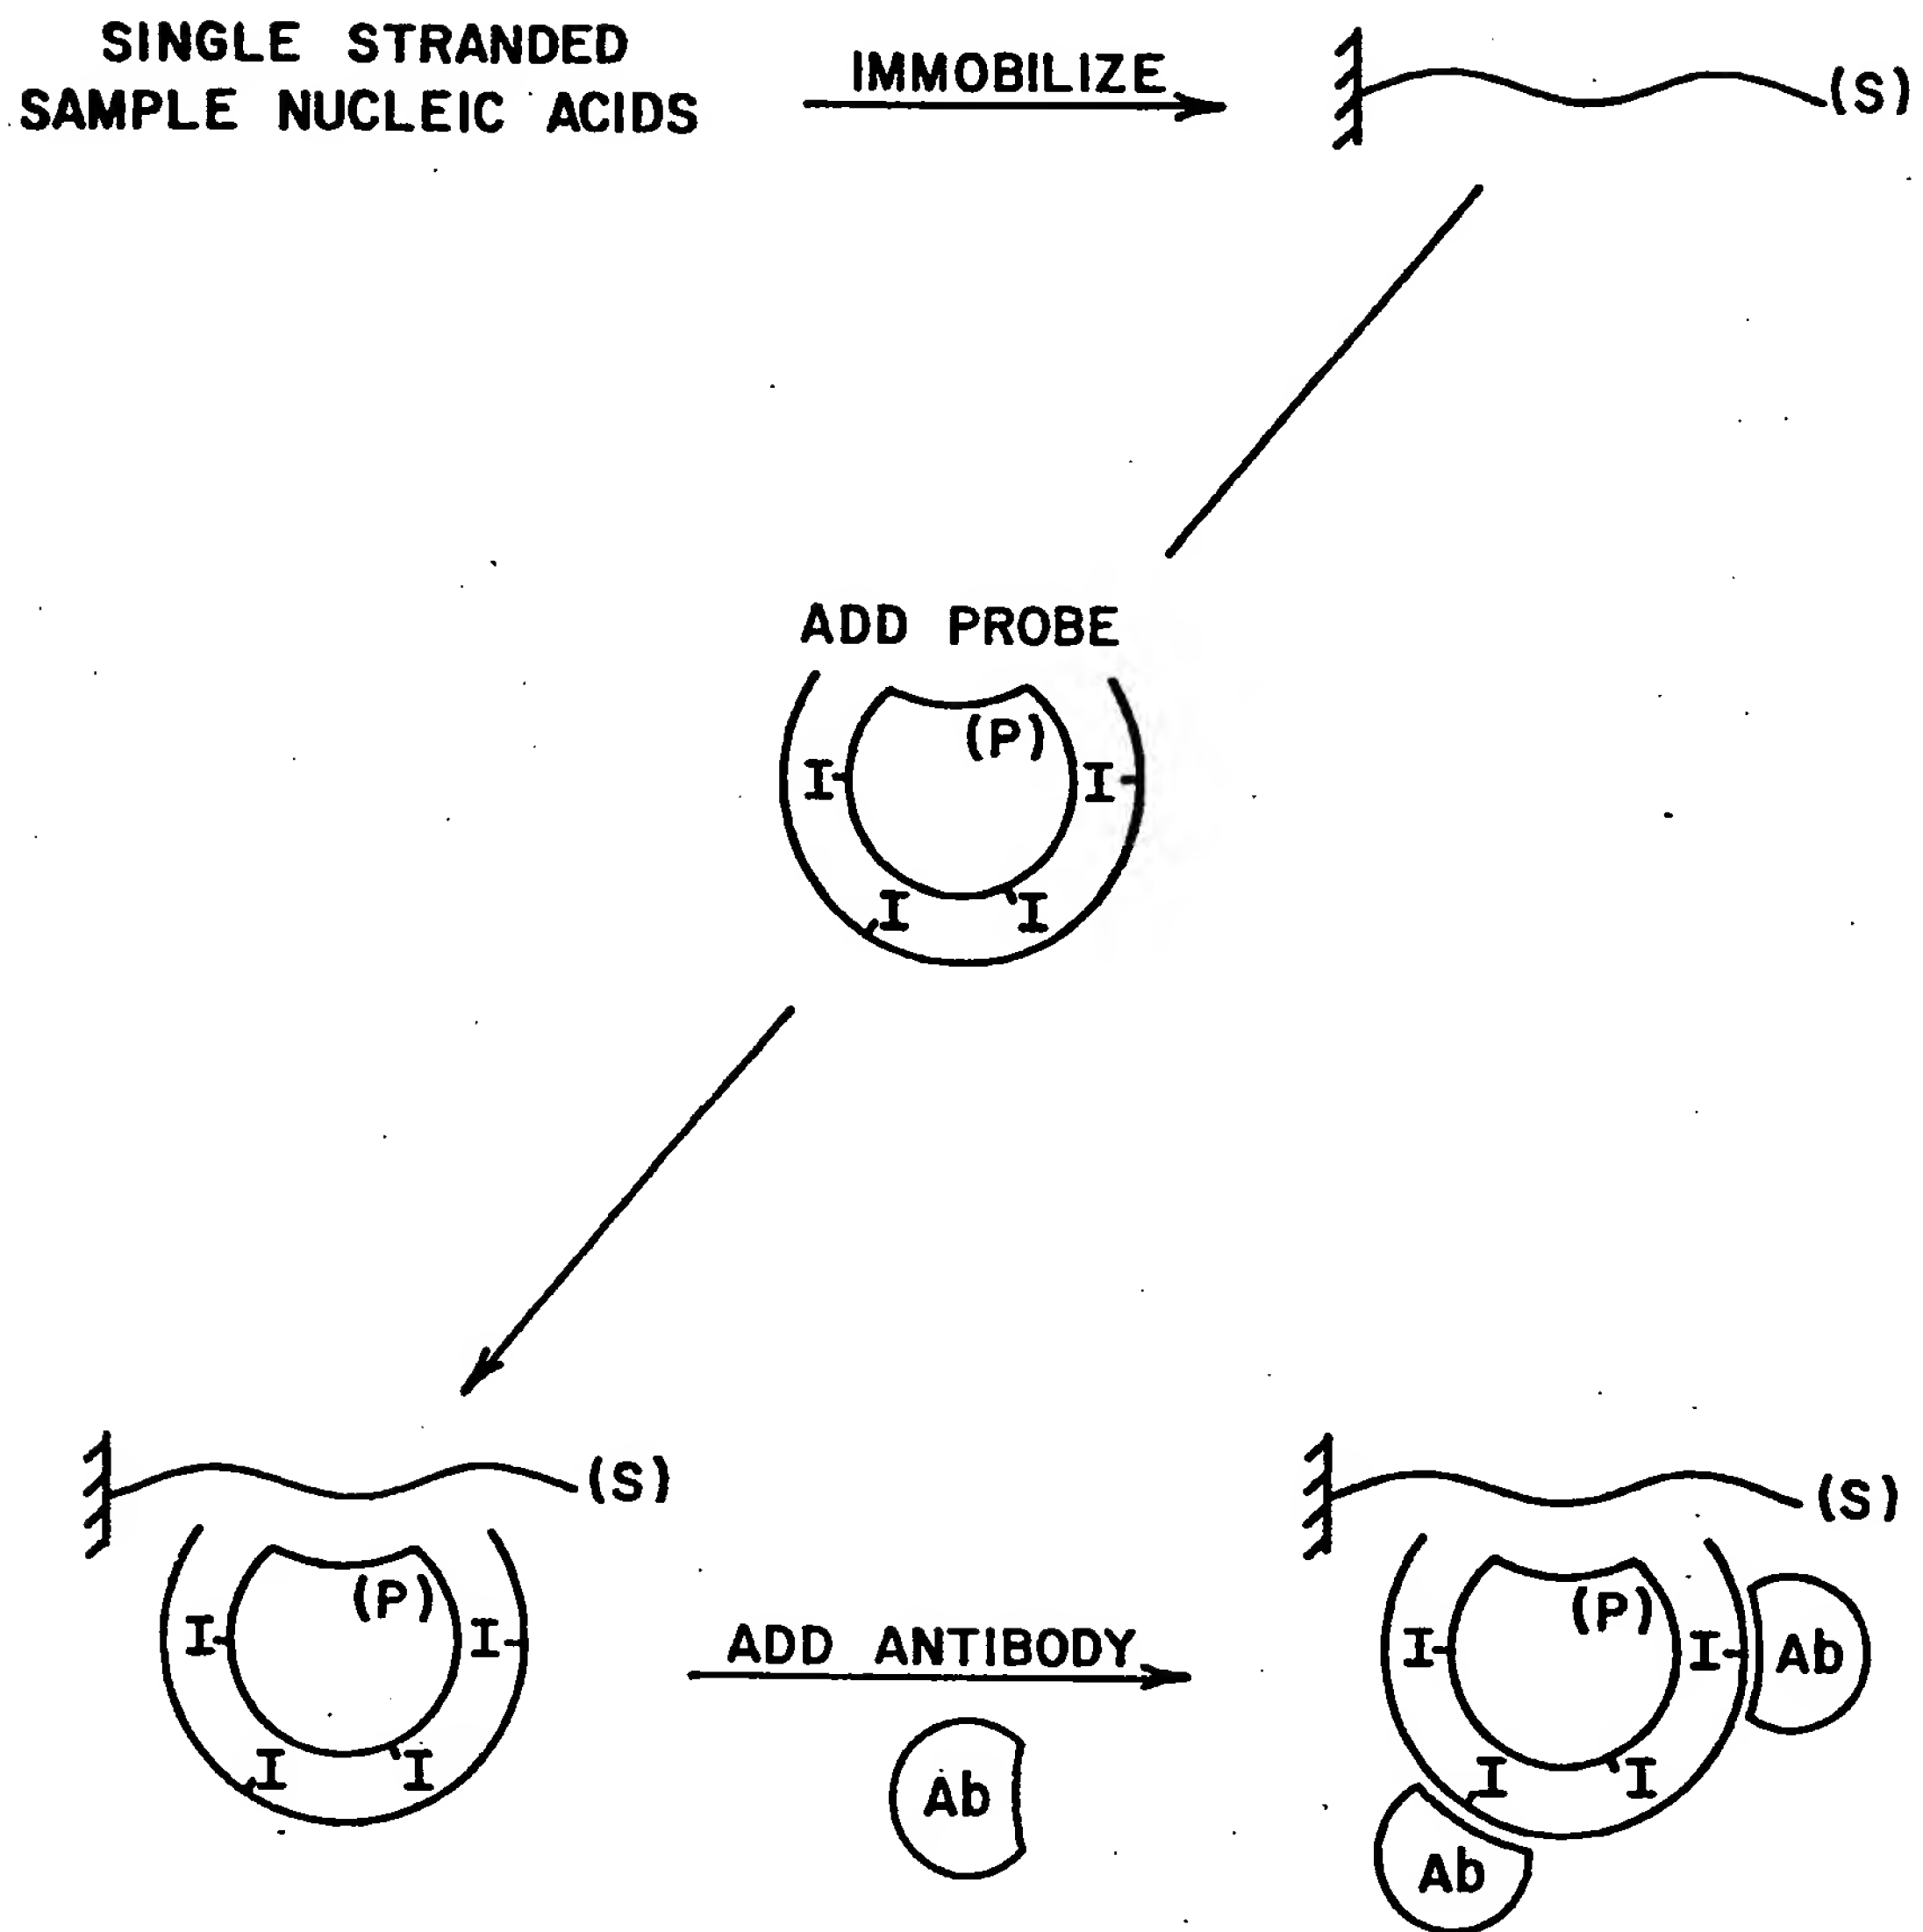 SINGLE STRANDED
SAMPLE NUCLEIC ACIDS
IMMOBILIZE
(S)
ADD PROBE
(P)
I I
I I
(S)
(P)
I I
I I
ADD ANTIBODY
Ab
(S)
(P)
I I
I I
Ab
Ab